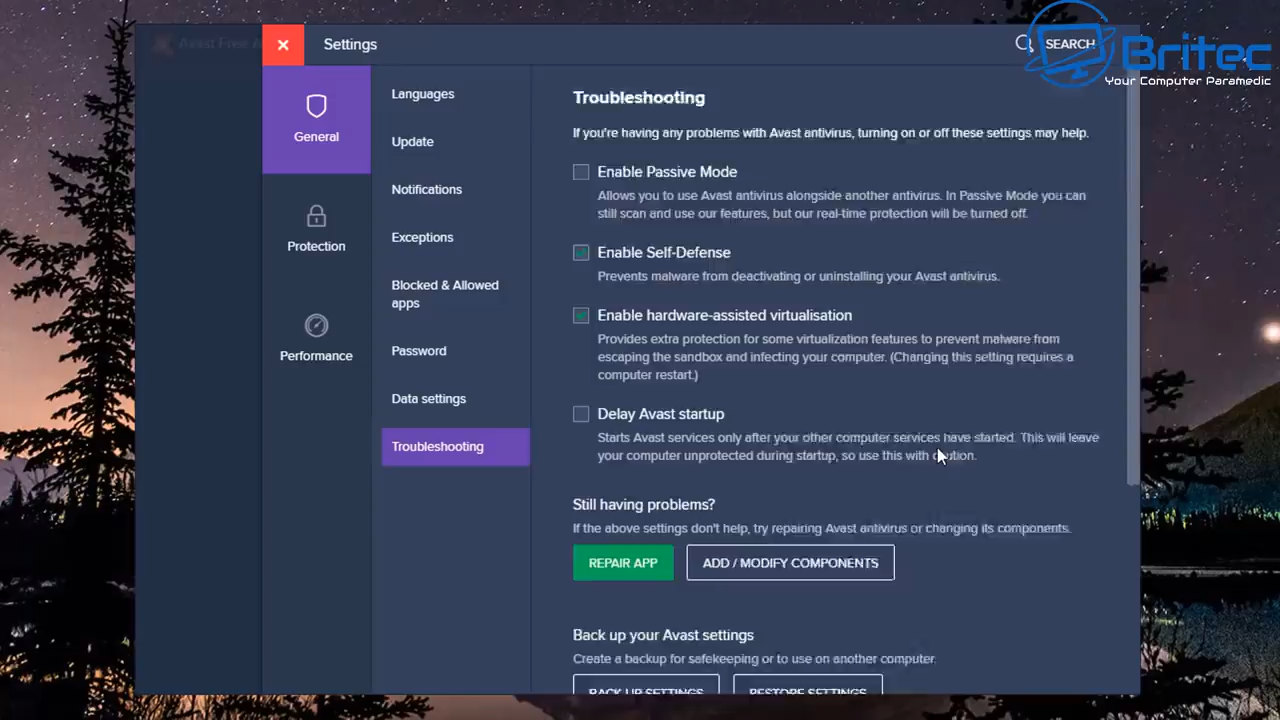 Avast Free A
Settings
SEARCH
Britec
Your Computer Paramedic
General
Protection
Performance
Languages
Update
Notifications
Exceptions
Blocked & Allowed
apps
Password
Data settings
Troubleshooting
Troubleshooting
If you're having any problems with Avast antivirus, turning on or off these settings may help.
Enable Passive Mode
Allows you to use Avast antivirus alongside another antivirus. In Passive Mode you can
still scan and use our features, but our real-time protection will be turned off.
Enable Self-Defense
Prevents malware from deactivating or uninstalling your Avast antivirus.
Enable hardware-assisted virtualisation
Provides extra protection for some virtualization features to prevent malware from
escaping the sandbox and infecting your computer. (Changing this setting requires a
computer restart.)
Delay Avast startup
Starts Avast services only after your other computer services have started. This will leave
your computer unprotected during startup, so use this with caution.
Still having problems?
If the above settings don't help, try repairing Avast antivirus or changing its components.
REPAIR APP
ADD / MODIFY COMPONENTS
Back up your Avast settings
Create a backup for safekeeping or to use on another computer.
BACK UP SETTINGS
RESTORE SETTINGS